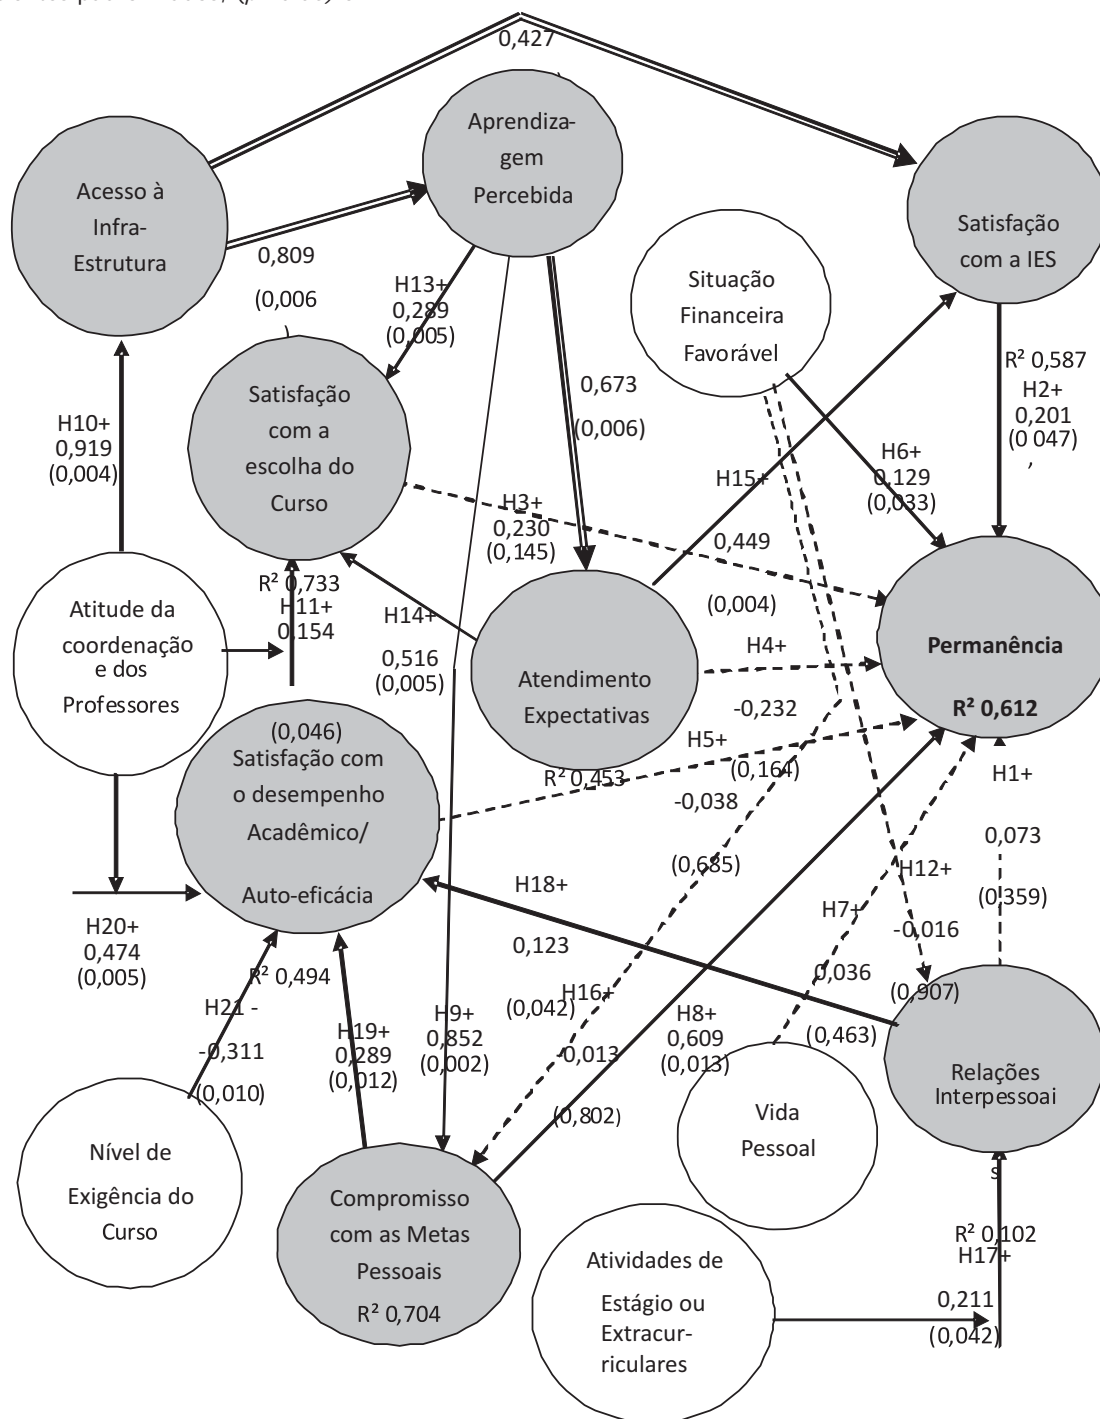 0,427
Aprendiza-
gem
Percebida
Acesso à
Infra-
Estrutura
Satisfação
com a IES
0,809
(0,006
)
H13+
0,289
(0,005)
Situação
Financeira
Favorável
R² 0,587
H2+
0,201
(0 047)
,
0,673
(0,006)
Satisfação
com a
escolha do
Curso
H10+
0,919
(0,004)
H6+
0,129
(0,033)
H15+
H3+
0,230
(0,145)
0,449
(0,004)
R² 0,733
H11+
0,154
H14+
0,516
(0,005)
Atitude da
coordenação
e dos
Professores
Permanência
R² 0,612
H4+
-0,232
(0,164)
Atendimento
Expectativas
R² 0,453
H5+
-0,038
(0,685)
(0,046)
Satisfação com
o desempenho
Acadêmico/
Auto-eficácia
H1+
0,073
(0,359)
H18+
0,123
(0,042)
H12+
-0,016
(0,907)
H7+
0,036
(0,463)
H20+
0,474
(0,005)
R² 0,494
H21 -
-0,311
(0,010)
H19+
0,289
(0,012)
H9+
0,852
(0,002)
H16+
-0,013
(0,802)
H8+
0,609
(0,013)
Relações
Interpessoai
s
Vida
Pessoal
Nível de
Exigência do
Curso
Compromisso
com as Metas
Pessoais
R² 0,704
R² 0,102
H17+
0,211
(0,042)
Atividades de
Estágio ou
Extracur-
riculares